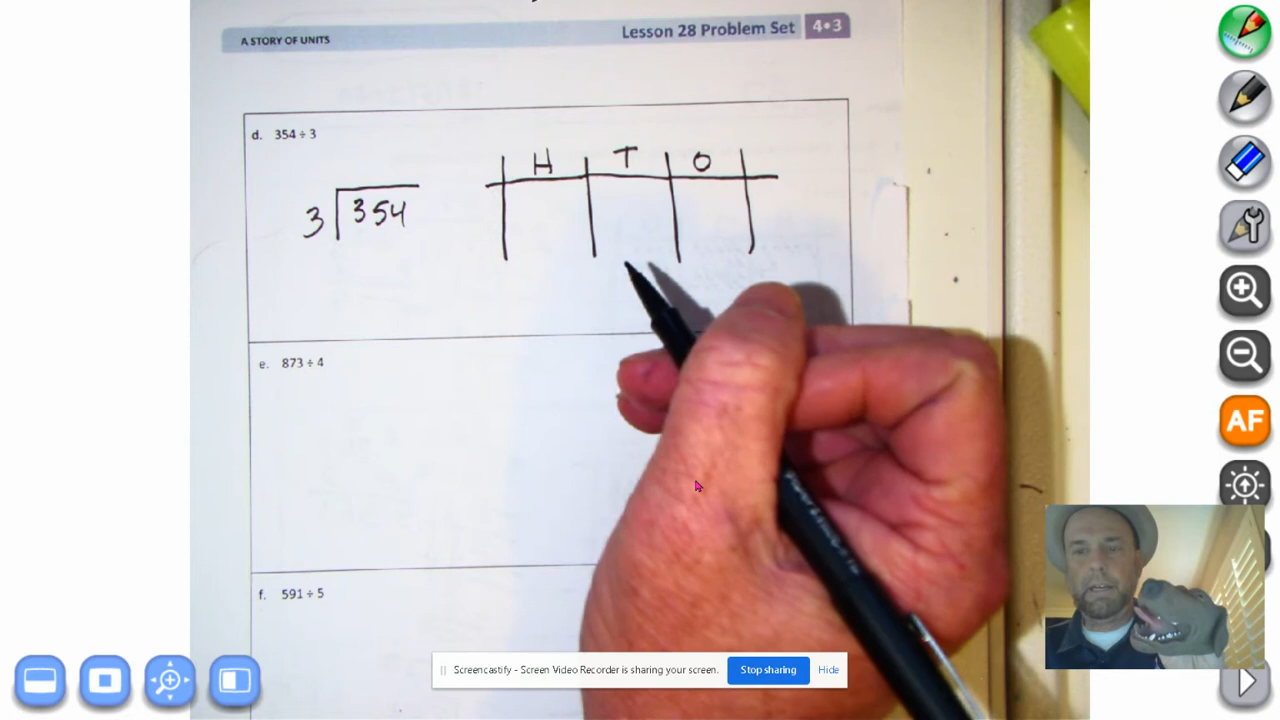 A STORY OF UNITS
Lesson 28 Problem Set 4•3
d. 354 ÷ 3
H T O
3 354
e. 873 ÷ 4
f. 591 ÷ 5
AF
Screencastify - Screen Video Recorder is sharing your screen. Stop sharing Hide